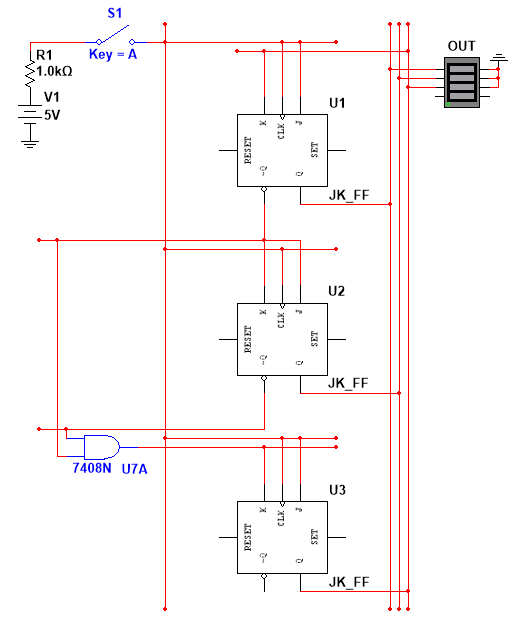 S1
Key = A
R1
1.0kΩ
V1
5V
OUT
U1
K
CLK
J
RESET
SET
~Q
Q
JK_FF
U2
K
CLK
J
RESET
SET
~Q
Q
JK_FF
7408N
U7A
U3
K
CLK
J
RESET
SET
~Q
Q
JK_FF